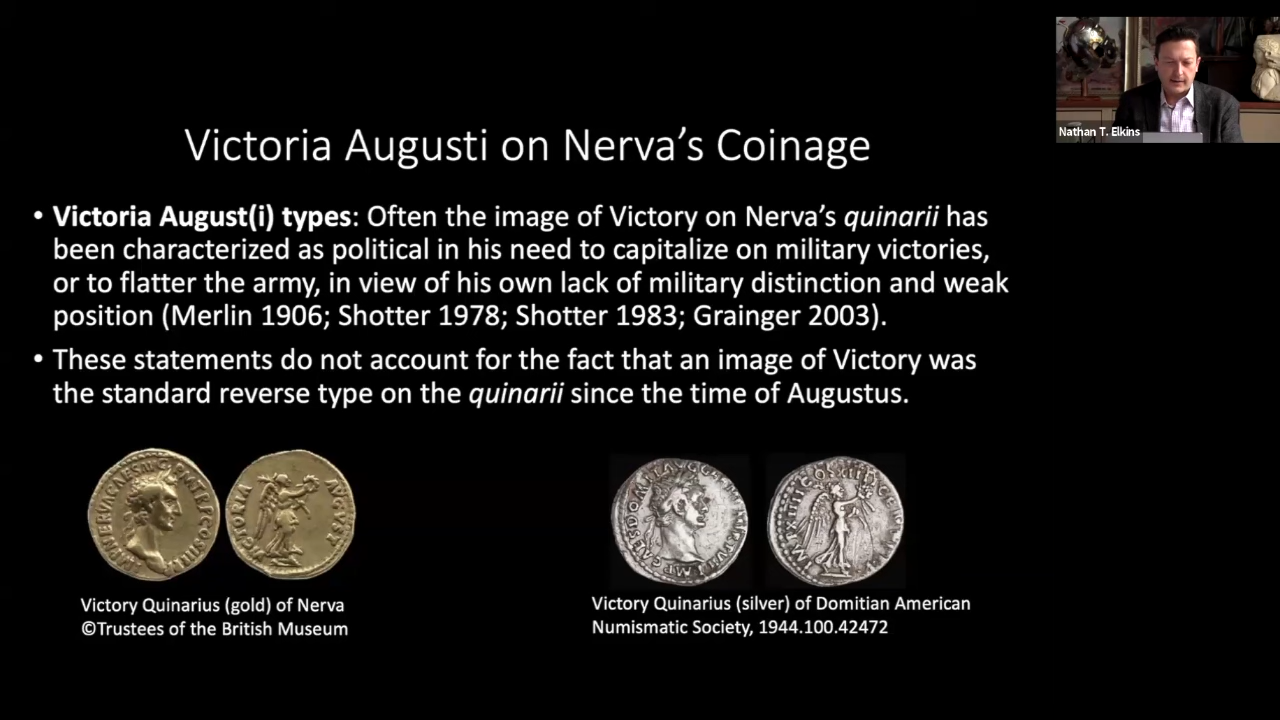 Nathan T. Elkins
Victoria Augusti on Nerva's Coinage
• Victoria August(i) types: Often the image of Victory on Nerva's quinarii has
been characterized as political in his need to capitalize on military victories,
or to flatter the army, in view of his own lack of military distinction and weak
position (Merlin 1906; Shotter 1978; Shotter 1983; Grainger 2003).
• These statements do not account for the fact that an image of Victory was
the standard reverse type on the quinarii since the time of Augustus.
VICTORIA AVGVST
Victory Quinarius (gold) of Nerva
©Trustees of the British Museum
Victory Quinarius (silver) of Domitian American
Numismatic Society, 1944.100.42472